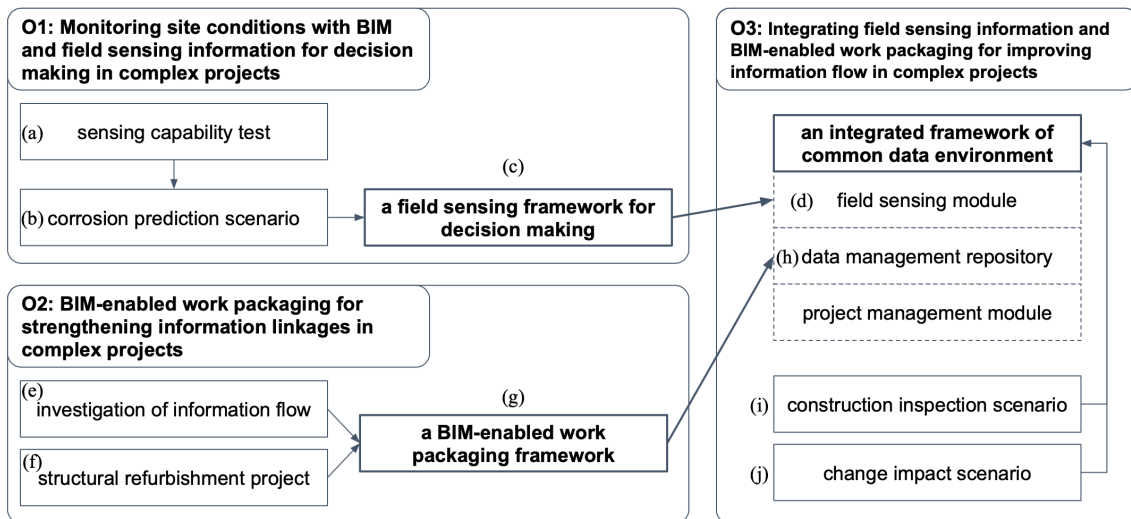 O1: Monitoring site conditions with BIM
and field sensing information for decision
making in complex projects
(a) sensing capability test
(b) corrosion prediction scenario
(c)
a field sensing framework for
decision making
O2: BIM-enabled work packaging for
strengthening information linkages in
complex projects
(e)
investigation of information flow
(f)
structural refurbishment project
(g)
a BIM-enabled work
packaging framework
O3: Integrating field sensing information and
BIM-enabled work packaging for improving
information flow in complex projects
an integrated framework of
common data environment
(d) field sensing module
(h) data management repository
project management module
(i) construction inspection scenario
(j) change impact scenario